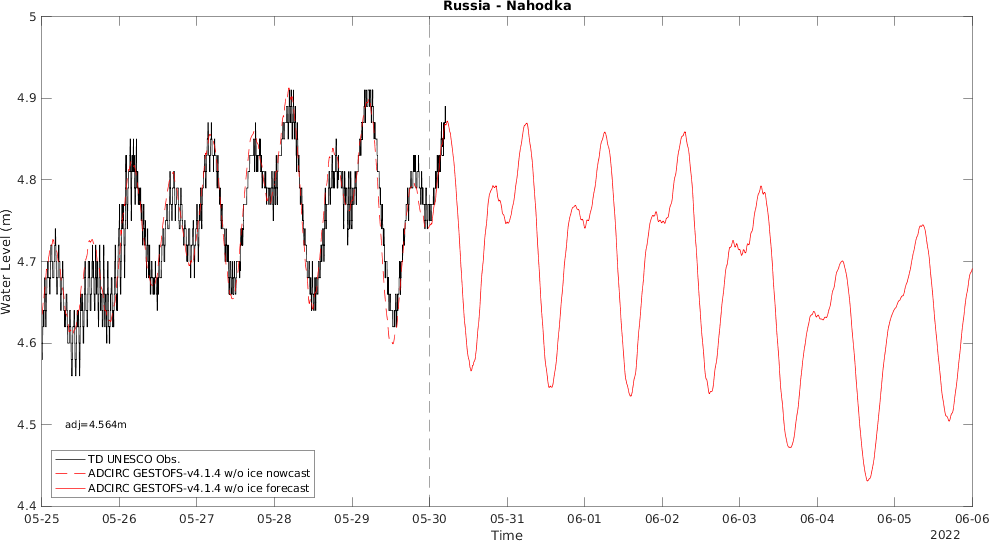 Russia - Nahodka
5
4.9
4.8
4.7
4.6
4.5
4.4
Water Level (m)
adj=4.564m
TD UNESCO Obs.
ADCIRC GESTOFS-v4.1.4 w/o ice nowcast
ADCIRC GESTOFS-v4.1.4 w/o ice forecast
05-25 05-26 05-27 05-28 05-29 05-30 05-31 06-01 06-02 06-03 06-04 06-05 06-06
Time
2022